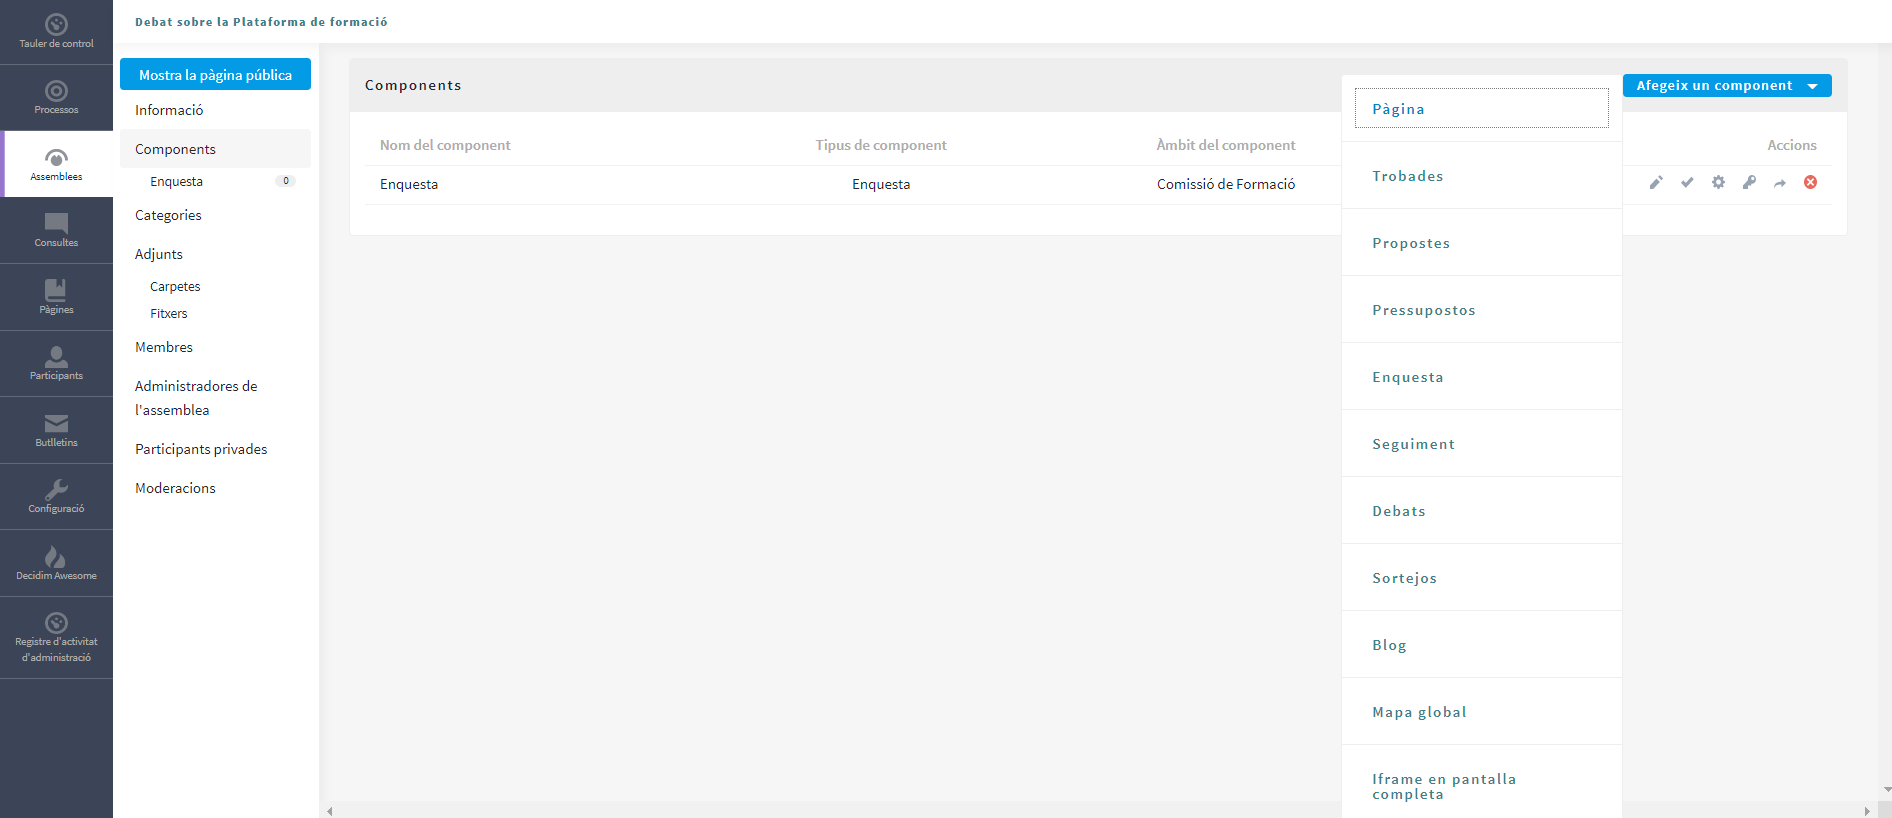 Tauler de control
Processos
Assemblees
Consultes
Pàgines
Participants
Butlletins
Configuració
Decidim Awesome
Registre d'activitat
d'administració
Debat sobre la Plataforma de formació
Mostra la pàgina pública
Informació
Components
Enquesta 0
Categories
Adjunts
Carpetes
Fitxers
Membres
Administradores de
l'assemblea
Participants privades
Moderacions
Components
Afegeix un component
Nom del component Tipus de component Àmbit del component Accions
Enquesta Enquesta Comissió de Formació
Pàgina
Trobades
Propostes
Pressupostos
Enquesta
Seguiment
Debats
Sortejos
Blog
Mapa global
Iframe en pantalla
completa